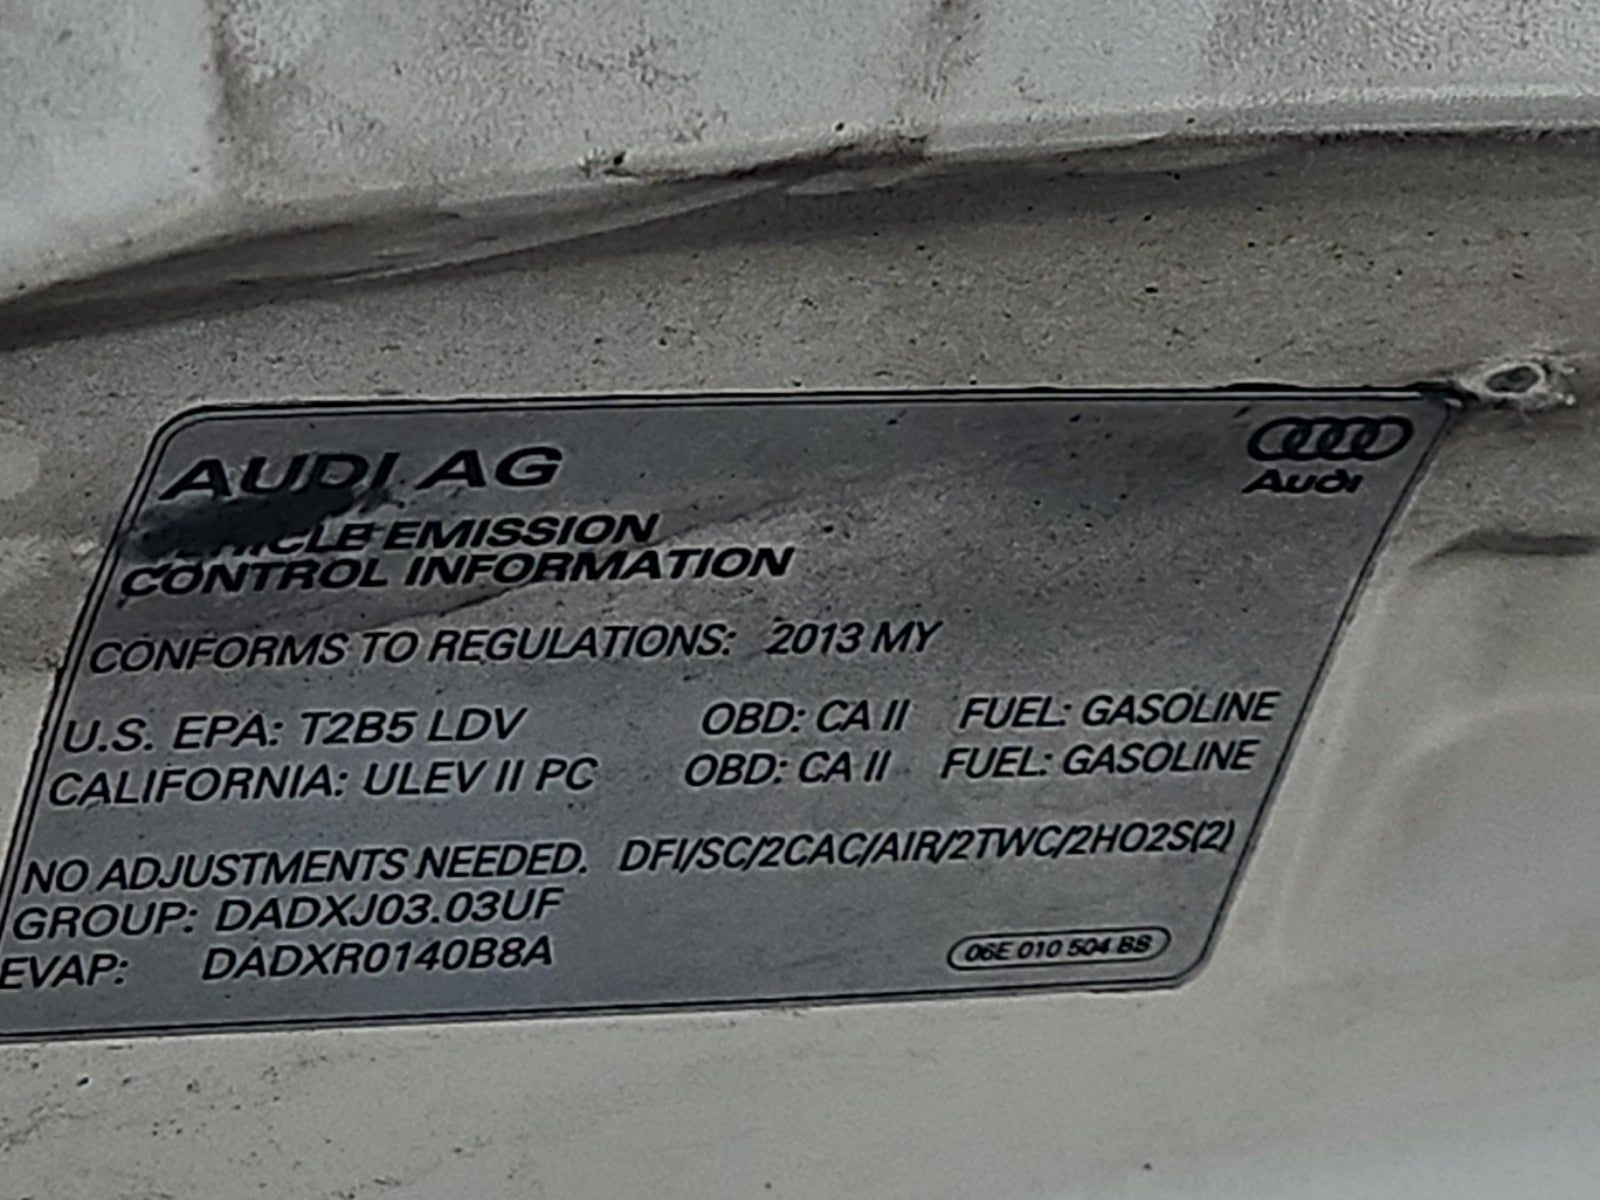 AUDI AG
Audi
VEHICLE EMISSION
CONTROL INFORMATION
CONFORMS TO REGULATIONS: 2013 MY
U.S. EPA: T2B5 LDV OBD: CA II FUEL: GASOLINE
CALIFORNIA: ULEV II PC OBD: CA II FUEL: GASOLINE
NO ADJUSTMENTS NEEDED. DFI/SC/2CAC/AIR/2TWC/2HO2S(2)
GROUP: DADXJ03.03UF
EVAP: DADXR0140B8A
06E 010 504 BS